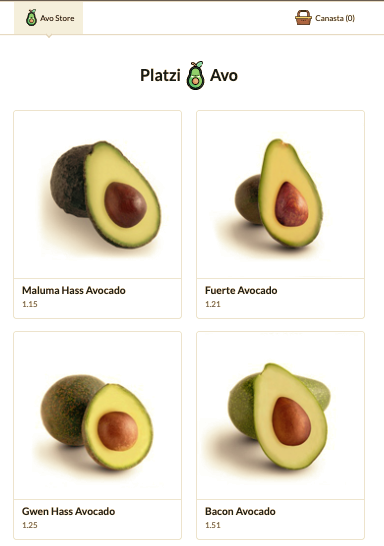 Avo Store
Canasta (0)
Platzi Avo
Maluma Hass Avocado
1.15
Fuerte Avocado
1.21
Gwen Hass Avocado
1.25
Bacon Avocado
1.51